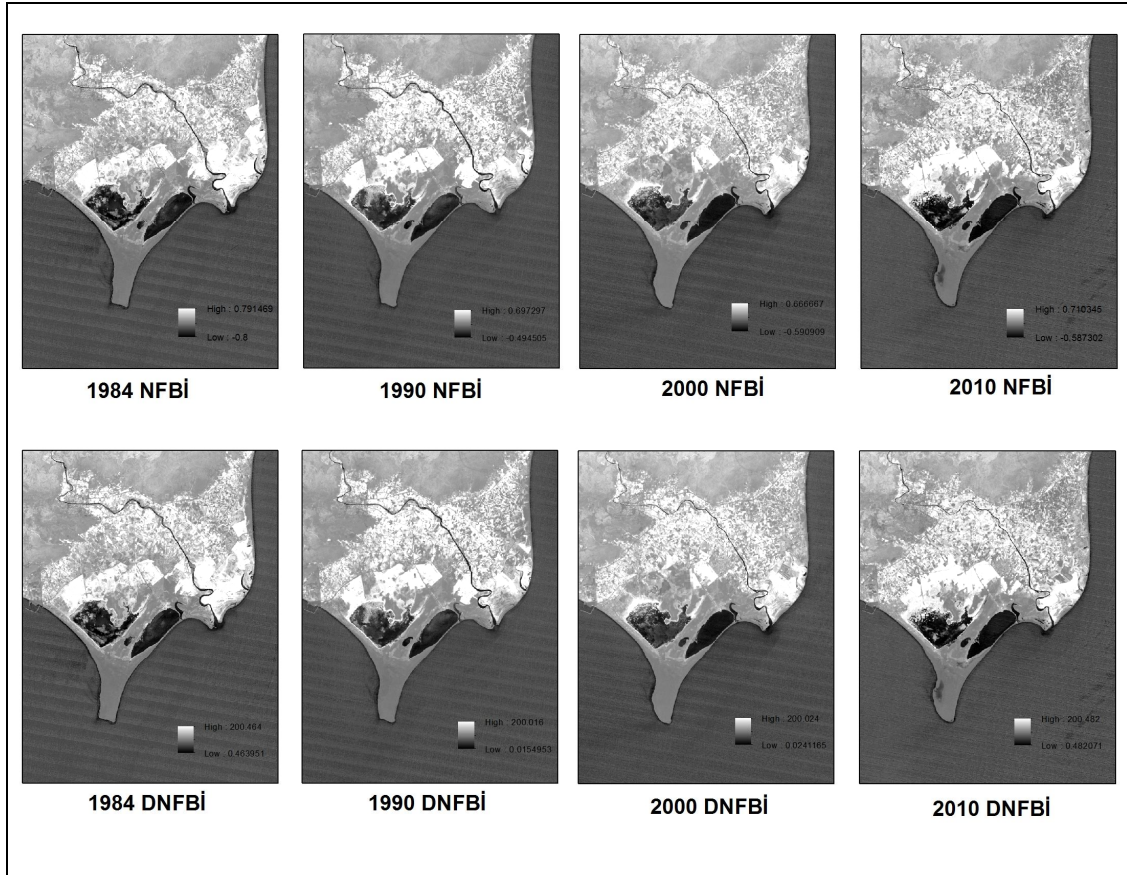 High : 0.791469
Low : -0.8
1984 NFBİ
High : 0.697297
Low : -0.494505
1990 NFBİ
High : 0.666667
Low : -0.590909
2000 NFBİ
High : 0.710345
Low : -0.587302
2010 NFBİ
High : 200.464
Low : 0.463951
1984 DNFBİ
High : 200.016
Low : 0.0154953
1990 DNFBİ
High : 200.024
Low : 0.0241165
2000 DNFBİ
High : 200.482
Low : 0.482071
2010 DNFBİ